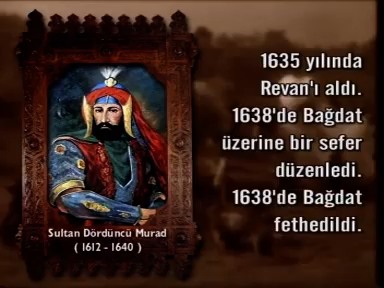 1635 yılında
Revan'ı aldı.
1638'de Bağdat
üzerine bir sefer
düzenledi.
1638'de Bağdat
fethedildi.
Sultan Dördüncü Murad
( 1612 - 1640 )